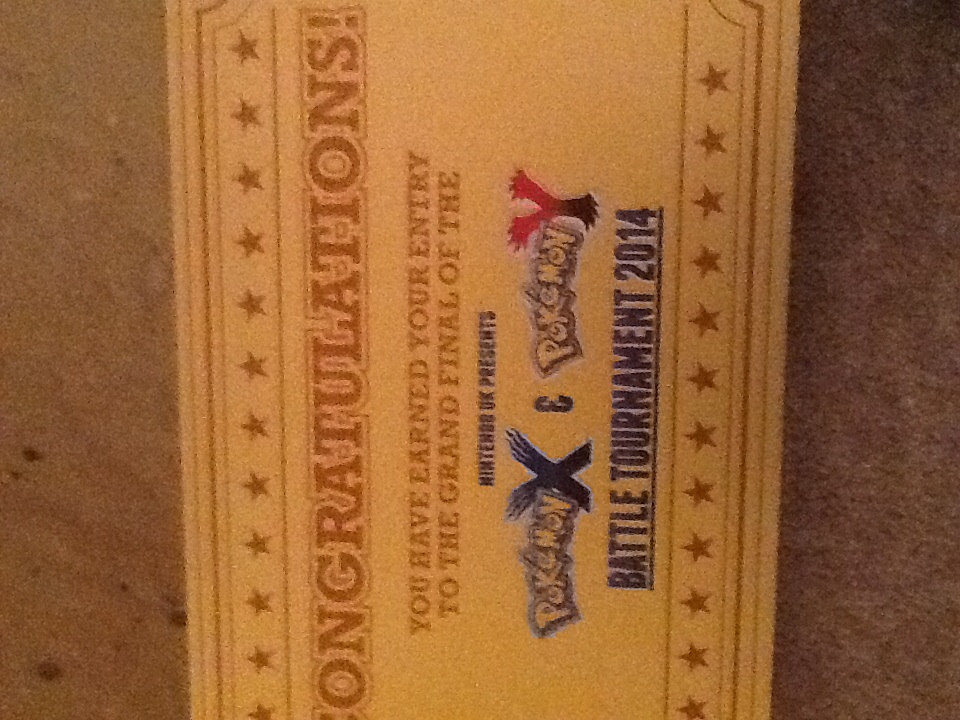 CONGRATULATIONS!
YOU HAVE EARNED YOUR ENTRY
TO THE GRAND FINAL OF THE
NINTENDO UK PRESENTS
POKéMON X & POKéMON Y
BATTLE TOURNAMENT 2014